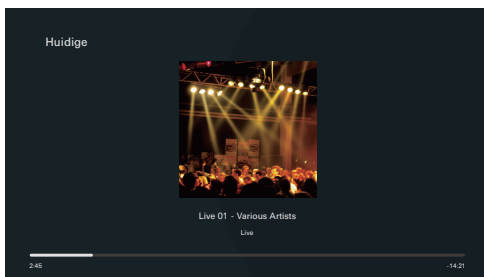 Huidige
Live 01 - Various Artists
Live
2:45
-14:21